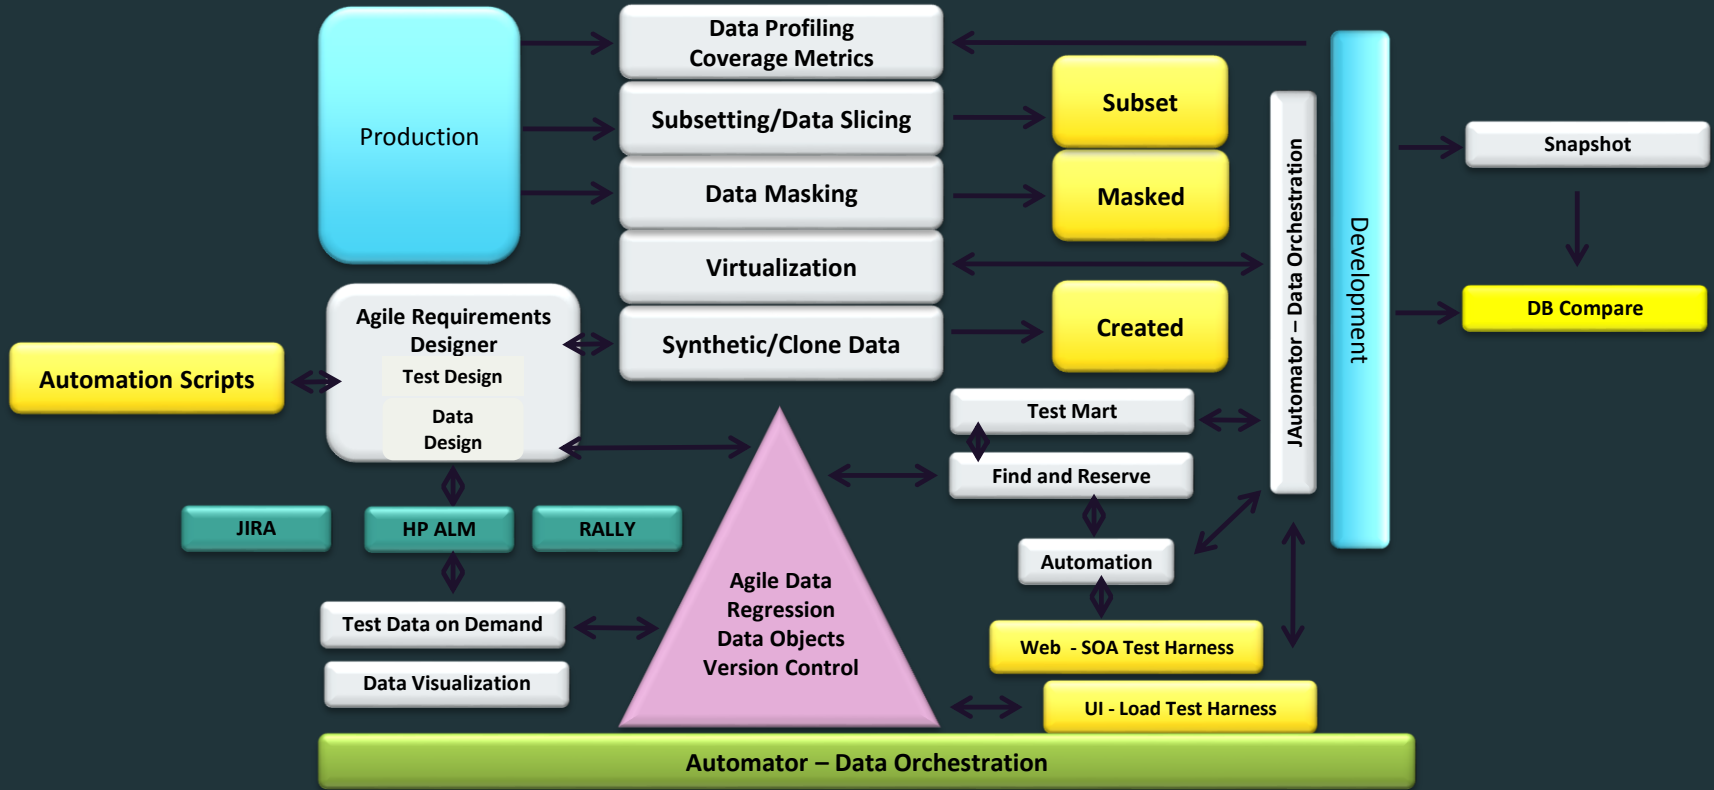 Data Profiling
Coverage Metrics
Production
Subsetting/Data Slicing
Subset
Snapshot
Data Masking
Masked
JAutomator – Data Orchestration
Development
Virtualization
Agile Requirements
Designer
Synthetic/Clone Data
Created
DB Compare
Automation Scripts
Test Design
Data
Design
Test Mart
Find and Reserve
JIRA
HP ALM
RALLY
Automation
Agile Data
Regression
Data Objects
Version Control
Test Data on Demand
Web - SOA Test Harness
Data Visualization
UI - Load Test Harness
Automator – Data Orchestration